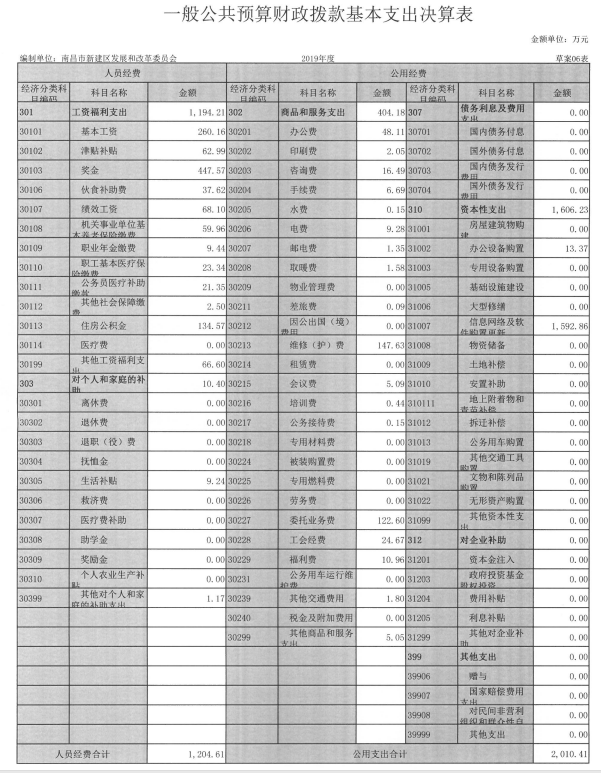 一般公共预算财政拨款基本支出决算表
金额单位：万元
编制单位：南昌市新建区发展和改革委员会 2019年度 草案06表
人员经费 公用经费
经济分类科目编码 科目名称 金额 经济分类科目编码 科目名称 金额 经济分类科目编码 科目名称 金额
301 工资福利支出 1,194.21 302 商品和服务支出 404.18 307 债务利息及费用支出 0.00
30101 基本工资 260.16 30201 办公费 48.11 30701 国内债务付息 0.00
30102 津贴补贴 62.99 30202 印刷费 2.05 30702 国外债务付息 0.00
30103 奖金 447.57 30203 咨询费 16.49 30703 国内债务发行费用 0.00
30106 伙食补助费 37.62 30204 手续费 6.69 30704 国外债务发行费用 0.00
30107 绩效工资 68.10 30205 水费 0.15 310 资本性支出 1,606.23
30108 机关事业单位基本养老保险缴费 59.96 30206 电费 9.28 31001 房屋建筑物购建 0.00
30109 职业年金缴费 9.44 30207 邮电费 1.35 31002 办公设备购置 13.37
30110 职工基本医疗保险缴费 23.34 30208 取暖费 1.58 31003 专用设备购置 0.00
30111 公务员医疗补助缴款 21.35 30209 物业管理费 0.00 31005 基础设施建设 0.00
30112 其他社会保障缴费 2.50 30211 差旅费 0.09 31006 大型修缮 0.00
30113 住房公积金 134.57 30212 因公出国（境）费用 0.00 31007 信息网络及软件购置更新 1,592.86
30114 医疗费 0.00 30213 维修（护）费 147.63 31008 物资储备 0.00
30199 其他工资福利支出 66.60 30214 租赁费 0.00 31009 土地补偿 0.00
303 对个人和家庭的补助 10.40 30215 会议费 5.09 31010 安置补助 0.00
30301 离休费 0.00 30216 培训费 0.44 310111 地上附着物和青苗补偿 0.00
30302 退休费 0.00 30217 公务接待费 0.15 31012 拆迁补偿 0.00
30303 退职（役）费 0.00 30218 专用材料费 0.00 31013 公务用车购置 0.00
30304 抚恤金 0.00 30224 被装购置费 0.00 31019 其他交通工具购置 0.00
30305 生活补贴 9.24 30225 专用燃料费 0.00 31021 文物和陈列品购置 0.00
30306 救济费 0.00 30226 劳务费 0.00 31022 无形资产购置 0.00
30307 医疗费补助 0.00 30227 委托业务费 122.60 31099 其他资本性支出 0.00
30308 助学金 0.00 30228 工会经费 24.67 312 对企业补助 0.00
30309 奖励金 0.00 30229 福利费 10.96 31201 资本金注入 0.00
30310 个人农业生产补贴 0.00 30231 公务用车运行维护费 0.00 31203 政府投资基金股权投资 0.00
30399 其他对个人和家庭的补助支出 1.17 30239 其他交通费用 1.80 31204 费用补贴 0.00
30240 税金及附加费用 0.00 31205 利息补贴 0.00
30299 其他商品和服务支出 5.05 31299 其他对企业补助 0.00
399 其他支出 0.00
39906 赠与 0.00
39907 国家赔偿费用支出 0.00
39908 对民间非营利组织和群众性自 0.00
39999 其他支出 0.00
人员经费合计 1,204.61 公用支出合计 2,010.41